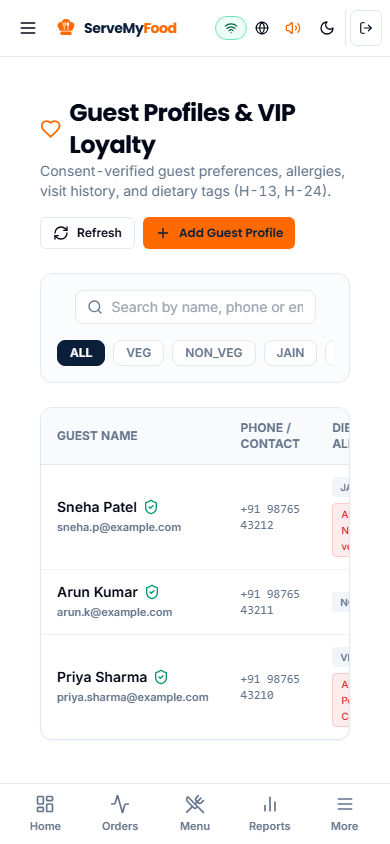 ServeMyFood
Guest Profiles & VIP
Loyalty
Consent-verified guest preferences, allergies,
visit history, and dietary tags (H-13, H-24).
Refresh
Add Guest Profile
Search by name, phone or em
ALL
VEG
NON_VEG
JAIN
GUEST NAME
PHONE /
CONTACT
Sneha Patel
sneha.p@example.com
+91 98765
43212
Arun Kumar
arun.k@example.com
+91 98765
43211
Priya Sharma
priya.sharma@example.com
+91 98765
43210
Home
Orders
Menu
Reports
More